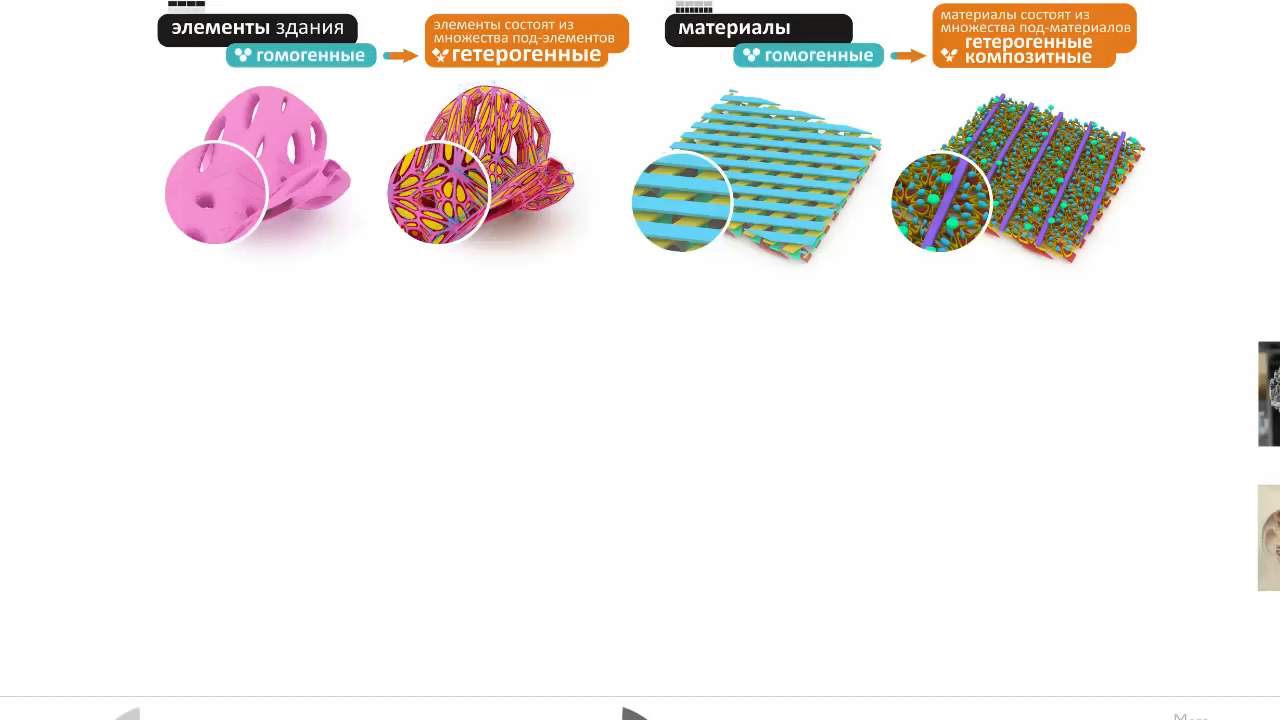 элементы здания
гомогенные
элементы состоят из
множества под-элементов
гетерогенные
материалы
гомогенные
материалы состоят из
множества под-материалов
гетерогенные
композитные